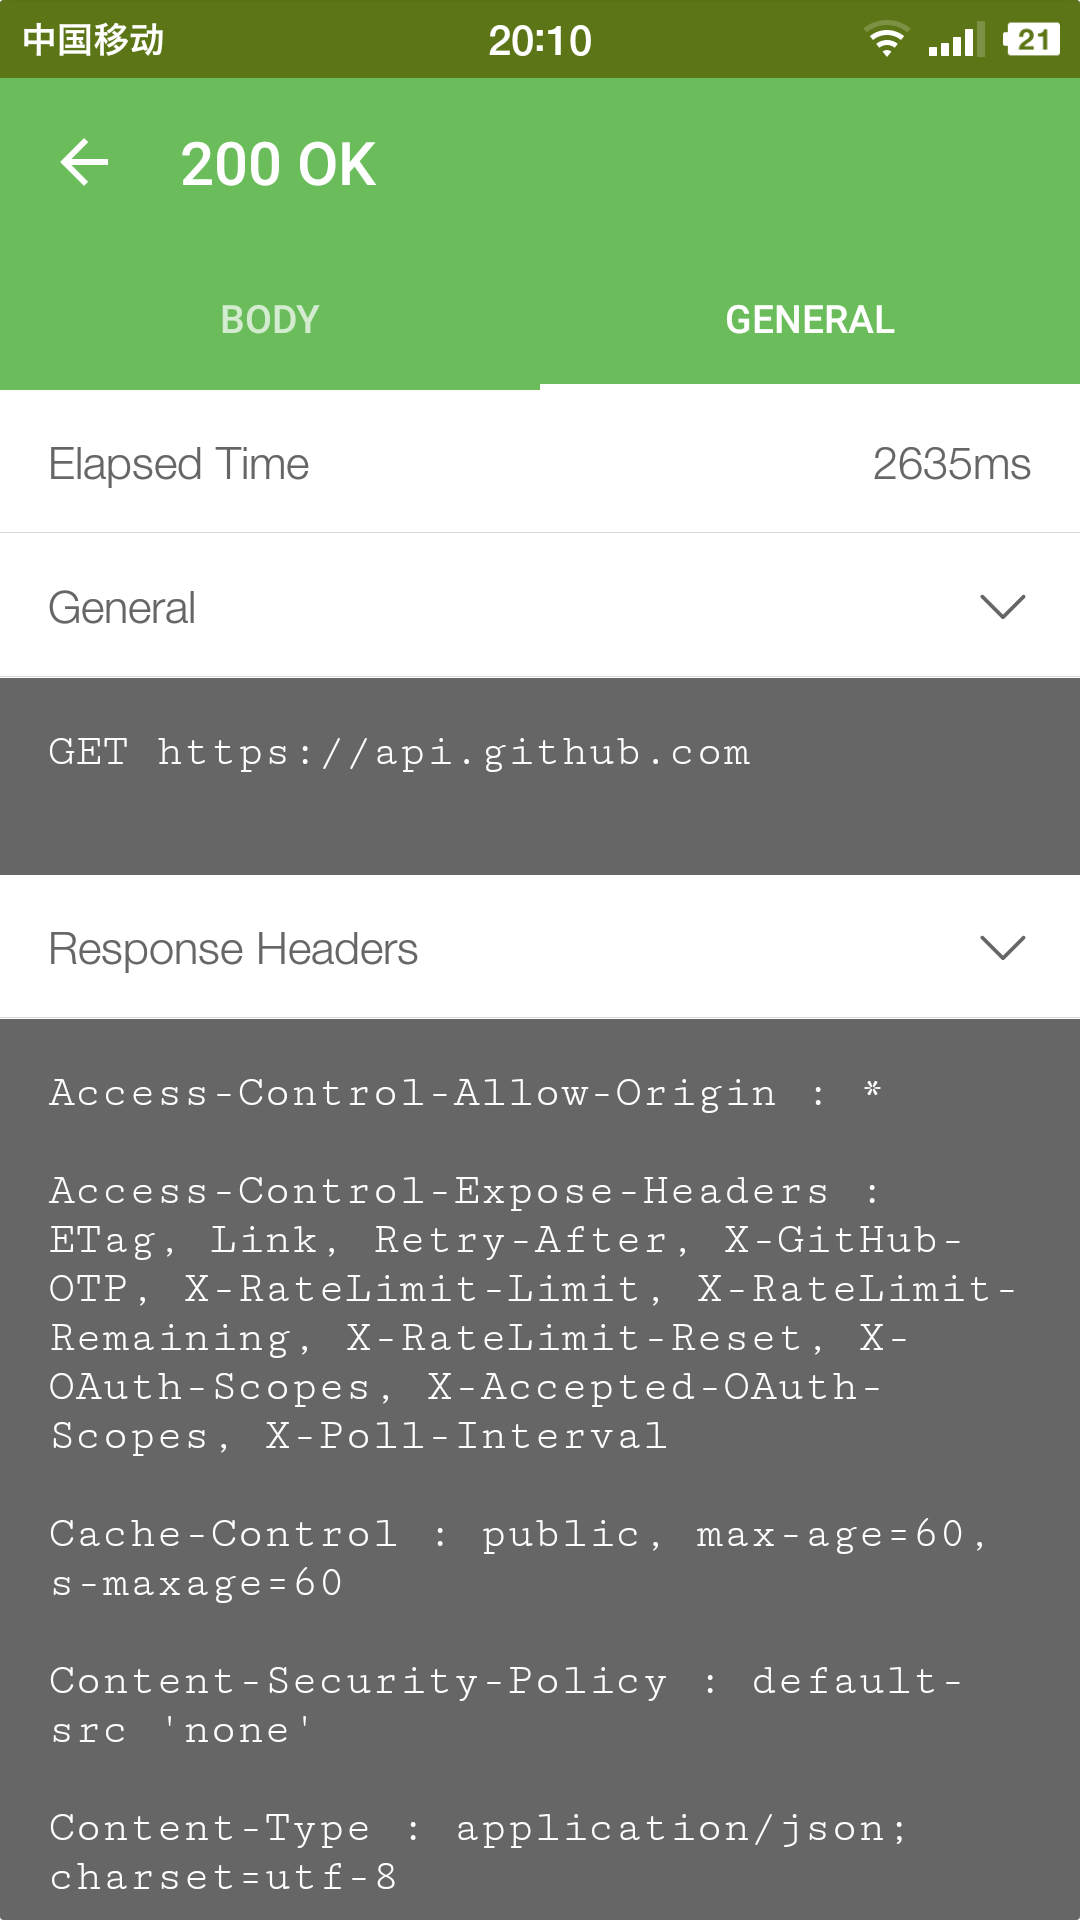 中国移动 20:10 21
200 OK
BODY GENERAL
Elapsed Time 2635ms
General
GET https://api.github.com
Response Headers
Access-Control-Allow-Origin : *
Access-Control-Expose-Headers :
ETag, Link, Retry-After, X-GitHub-
OTP, X-RateLimit-Limit, X-RateLimit-
Remaining, X-RateLimit-Reset, X-
OAuth-Scopes, X-Accepted-OAuth-
Scopes, X-Poll-Interval
Cache-Control : public, max-age=60,
s-maxage=60
Content-Security-Policy : default-
src 'none'
Content-Type : application/json;
charset=utf-8